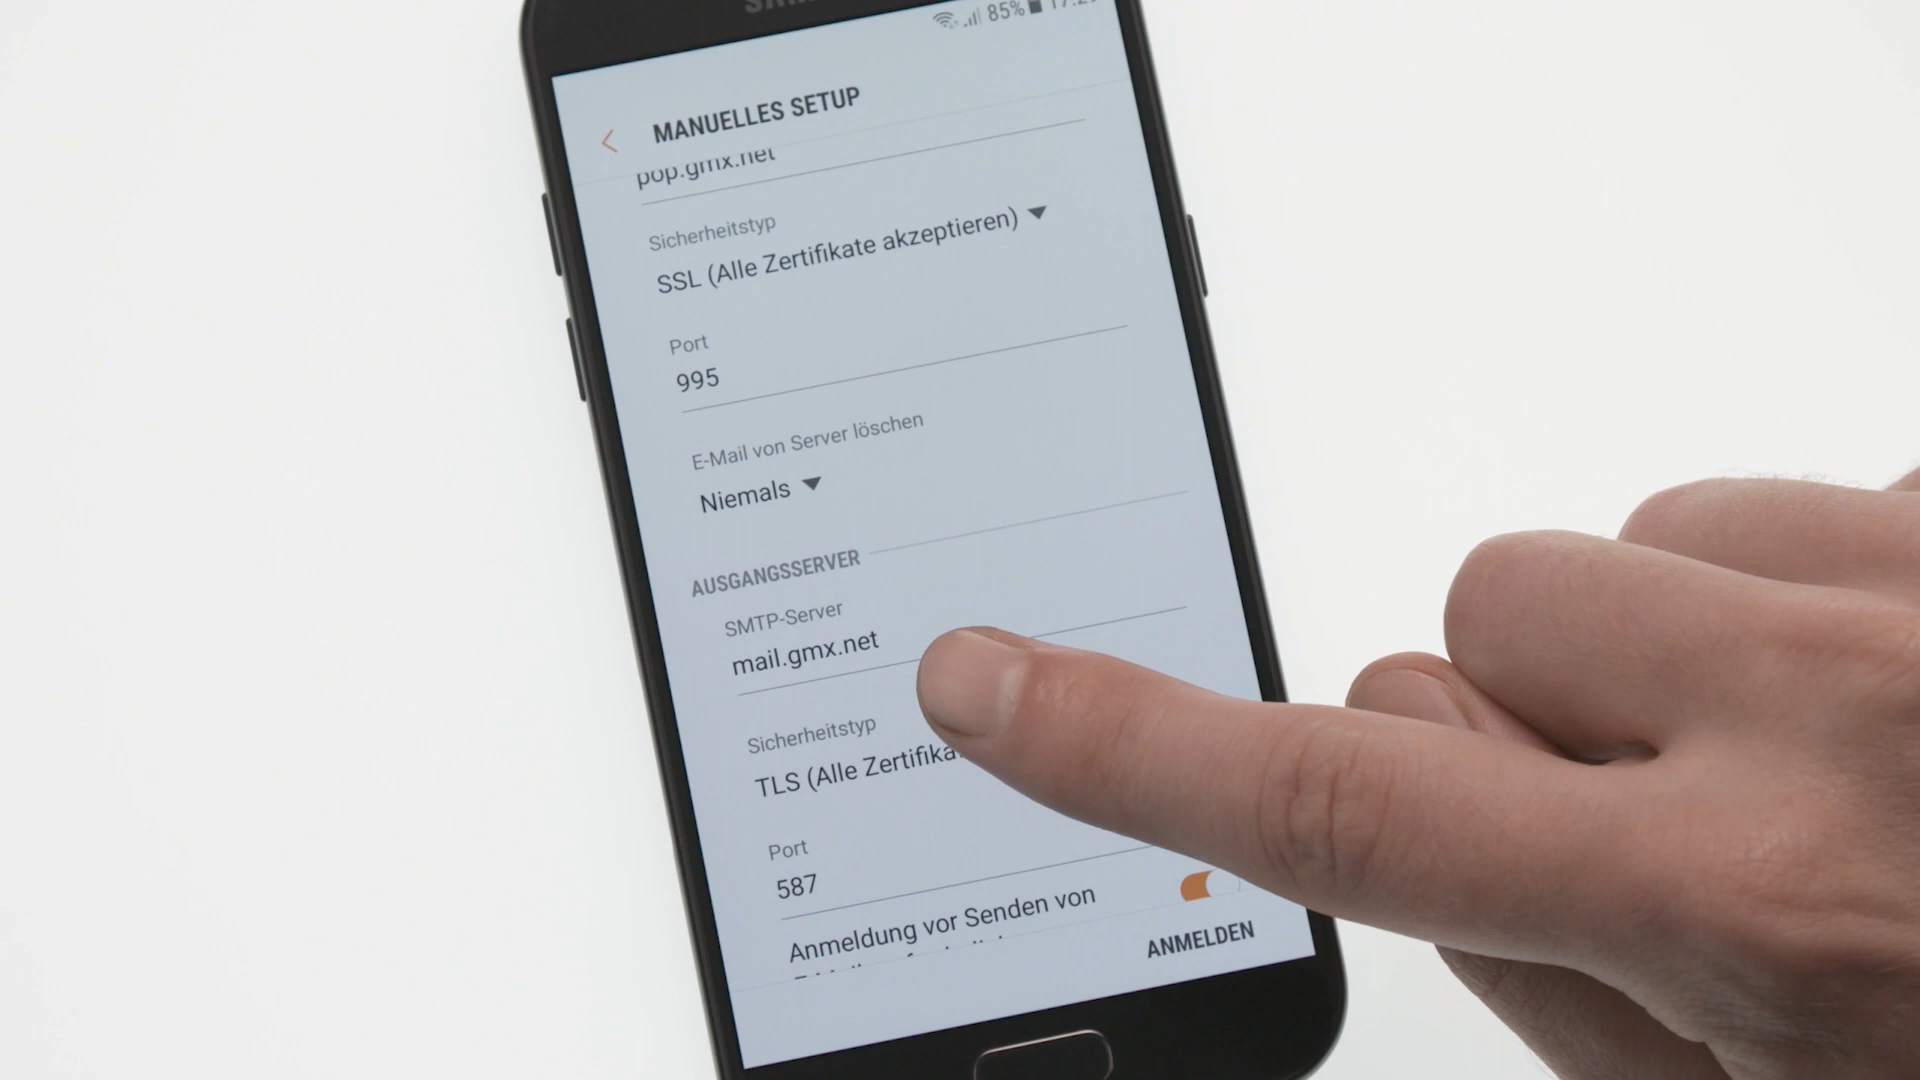 85%
MANUELLES SETUP
pop.gmx.net
Sicherheitstyp
SSL (Alle Zertifikate akzeptieren)
Port
995
E-Mail von Server löschen
Niemals
AUSGANGSSERVER
SMTP-Server
mail.gmx.net
Sicherheitstyp
TLS (Alle
Port
587
Anmeldung vor Senden von
ANMELDEN